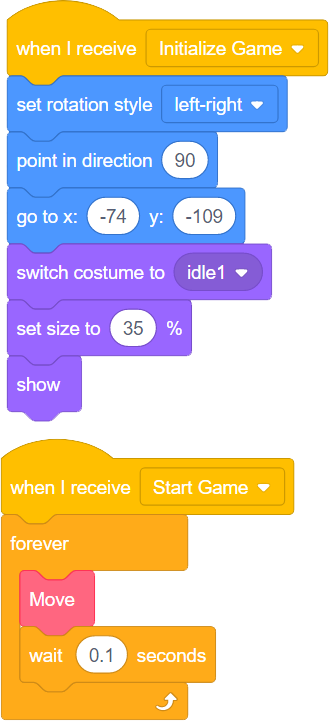 when I receive Initialize Game
set rotation style left-right
point in direction 90
go to x: -74 y: -109
switch costume to idle1
set size to 35 %
show
when I receive Start Game
forever
Move
wait 0.1 seconds